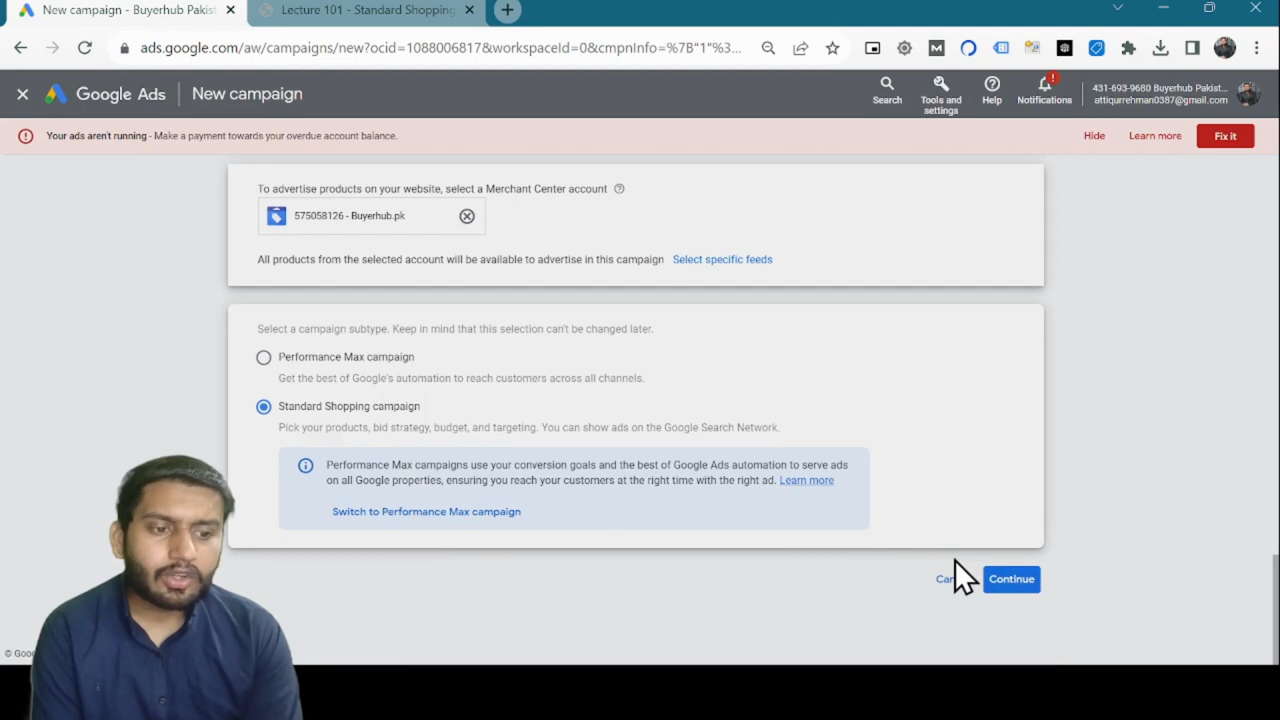 New campaign - Buyerhub Pakist
Lecture 101 - Standard Shopping
ads.google.com/aw/campaigns/new?ocid=1088006817&workspaceId=0&cmpnInfo=%7B"1"%3...
Google Ads
New campaign
Search
Tools and settings
Help
Notifications
431-693-9680 Buyerhub Pakist...
attiqurrehman0387@gmail.com
Your ads aren't running - Make a payment towards your overdue account balance.
Hide
Learn more
Fix it
To advertise products on your website, select a Merchant Center account
575058126 - Buyerhub.pk
All products from the selected account will be available to advertise in this campaign Select specific feeds
Select a campaign subtype. Keep in mind that this selection can't be changed later.
Performance Max campaign
Get the best of Google's automation to reach customers across all channels.
Standard Shopping campaign
Pick your products, bid strategy, budget, and targeting. You can show ads on the Google Search Network.
Performance Max campaigns use your conversion goals and the best of Google Ads automation to serve ads
on all Google properties, ensuring you reach your customers at the right time with the right ad. Learn more
Switch to Performance Max campaign
Can
Continue
© Goo